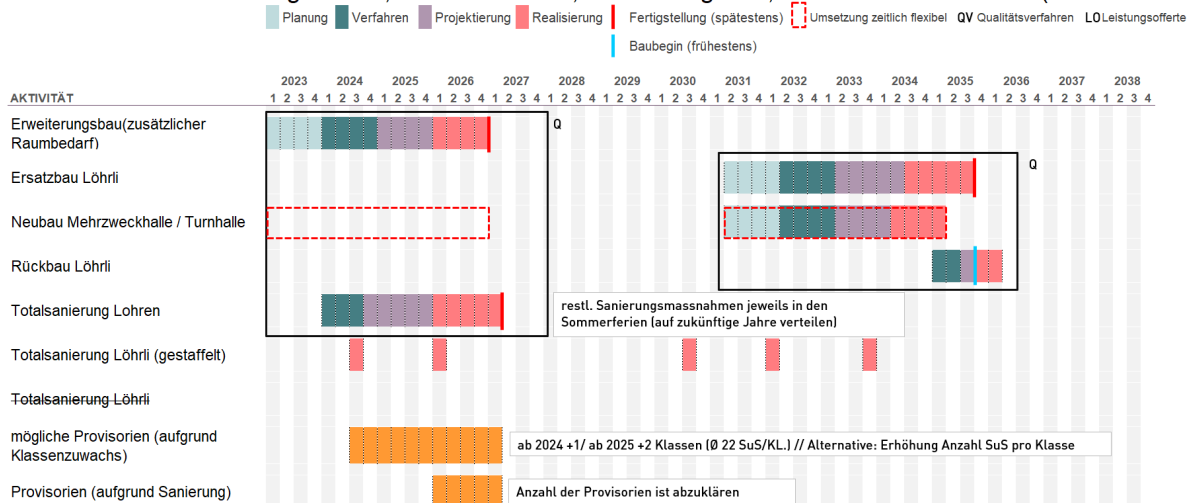 Planung Verfahren Projektierung Realisierung Fertigstellung (spätestens) Umsetzung zeitlich flexibel QV Qualitätsverfahren LO Leistungsofferte
Baubegin (frühestens)
2023 2024 2025 2026 2027 2028 2029 2030 2031 2032 2033 2034 2035 2036 2037 2038
AKTIVITÄT 1 2 3 4 1 2 3 4 1 2 3 4 1 2 3 4 1 2 3 4 1 2 3 4 1 2 3 4 1 2 3 4 1 2 3 4 1 2 3 4 1 2 3 4 1 2 3 4 1 2 3 4 1 2 3 4 1 2 3 4 1 2 3 4
Erweiterungsbau(zusätzlicher
Raumbedarf)
Q
Ersatzbau Löhrli
Q
Neubau Mehrzweckhalle / Turnhalle
Rückbau Löhrli
Totalsanierung Lohren
restl. Sanierungsmassnahmen jeweils in den
Sommerferien (auf zukünftige Jahre verteilen)
Totalsanierung Löhrli (gestaffelt)
Totalsanierung Löhrli
mögliche Provisorien (aufgrund
Klassenzuwachs)
ab 2024 +1/ ab 2025 +2 Klassen (Ø 22 SuS/KL.) // Alternative: Erhöhung Anzahl SuS pro Klasse
Provisorien (aufgrund Sanierung)
Anzahl der Provisorien ist abzuklären